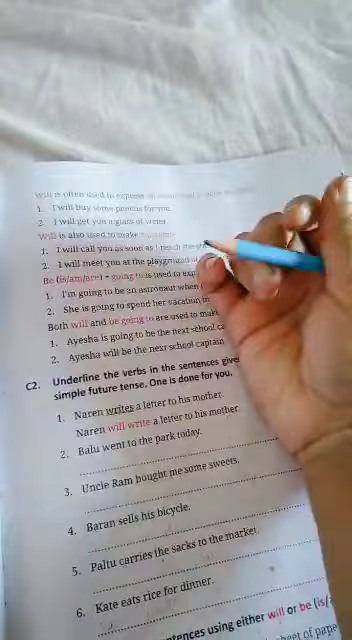 Will is often used to express
1. I will buy some pencils for you.
2. I will get you a glass of water.
Will is also used to make
1. I will call you as soon as I reach the
2. I will meet you at the playground
Be (is/am/are) + going to is used to
1. I'm going to be an astronaut when
2. She is going to spend her vacation in
Both will and be going to are used to make
1. Ayesha is going to be the next school
2. Ayesha will be the next school captain
C2. Underline the verbs in the sentences
simple future tense. One is done for you.
1. Naren writes a letter to his mother.
Naren will write a letter to his mother.
2. Balu went to the park today.
3. Uncle Ram bought me some sweets.
4. Baran sells his bicycle.
5. Paltu carries the sacks to the market.
6. Kate eats rice for dinner.
using either will or be (is/
of